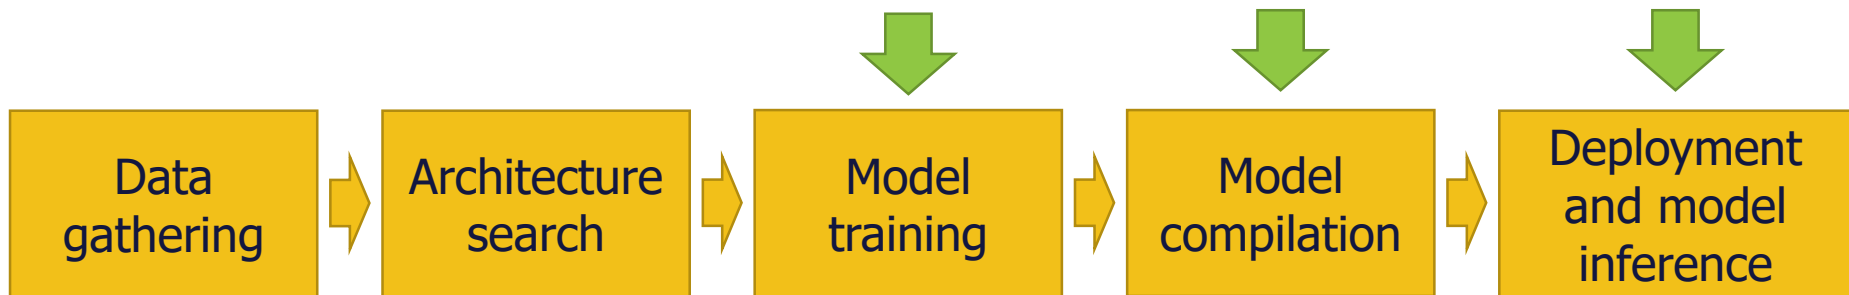 Data
gathering
Architecture
search
Model
training
Model
compilation
Deployment
and model
inference